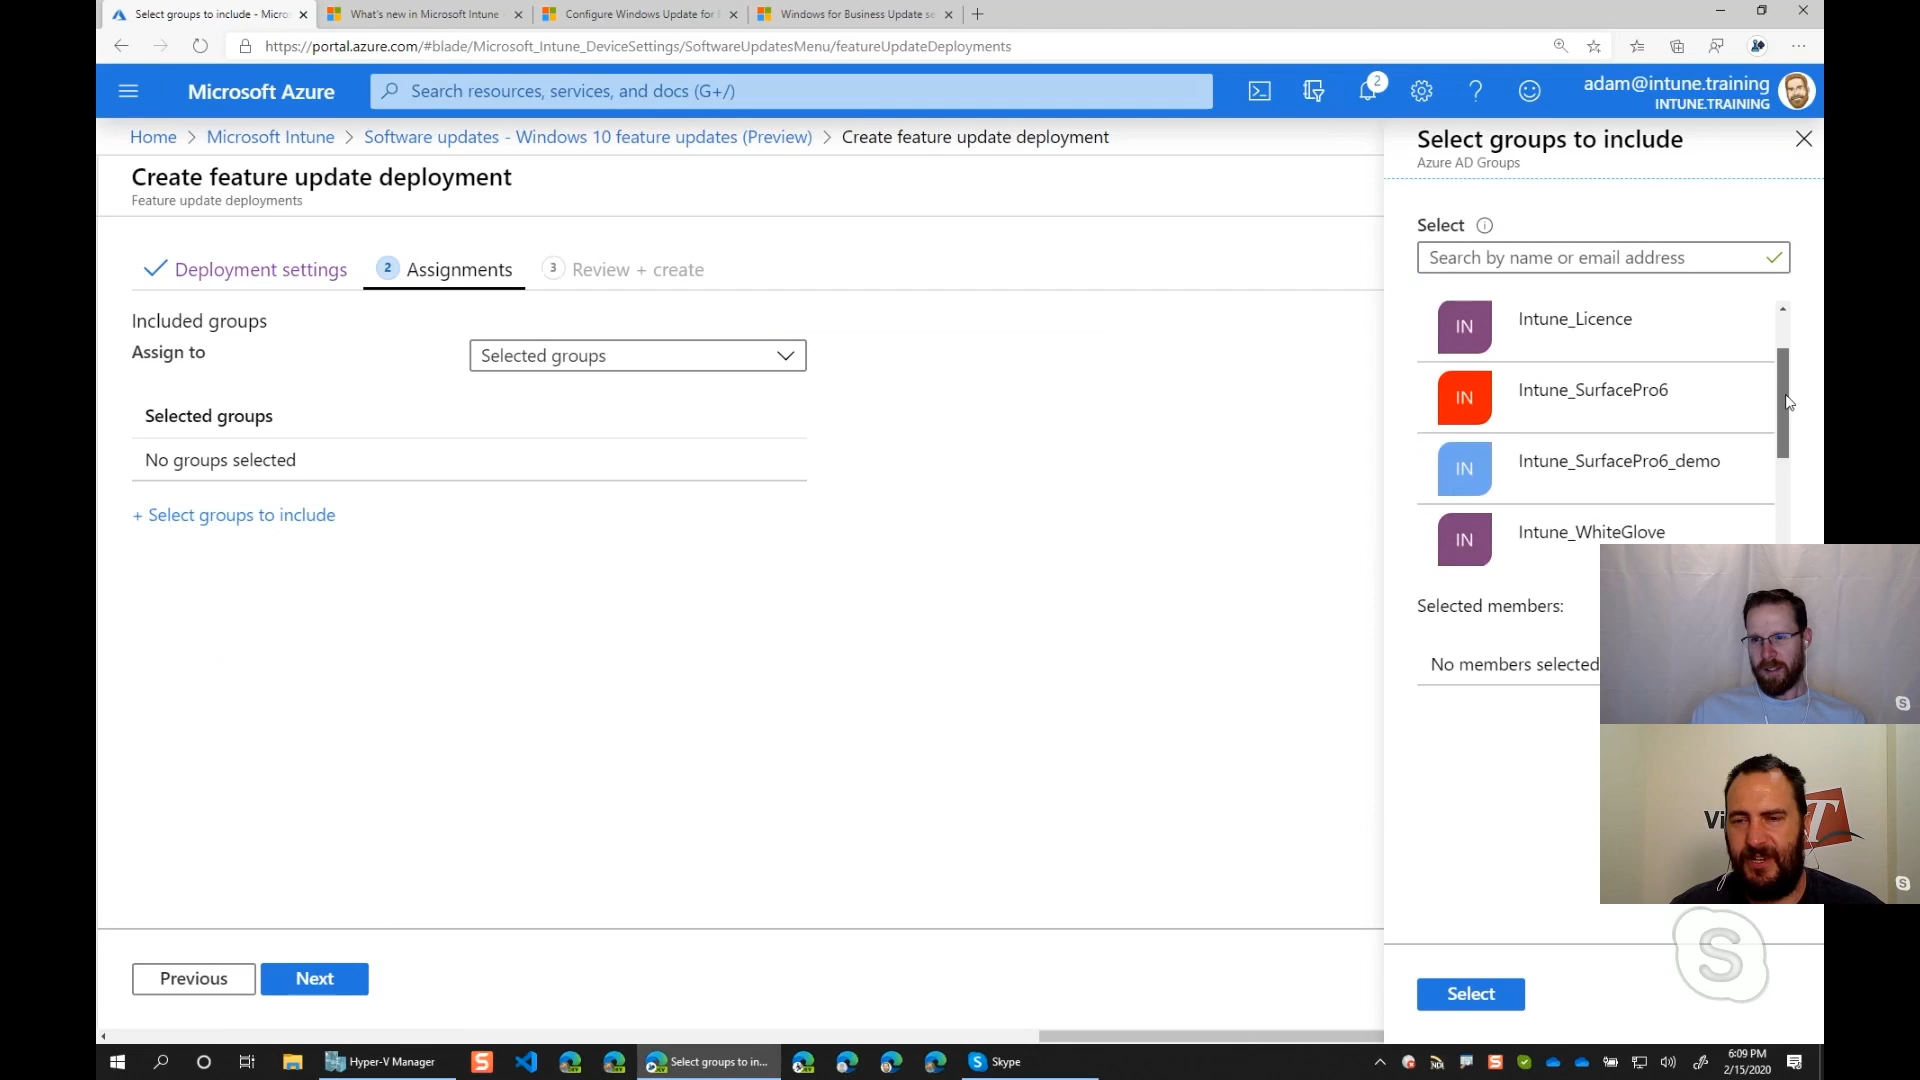 Select groups to include - Micros
What's new in Microsoft Intune
Configure Windows Update for
Windows for Business Update se
https://portal.azure.com/#blade/Microsoft_Intune_DeviceSettings/SoftwareUpdatesMenu/featureUpdateDeployments
Microsoft Azure
Search resources, services, and docs (G+/)
2
adam@intune.training
INTUNE.TRAINING
Home > Microsoft Intune > Software updates - Windows 10 feature updates (Preview) > Create feature update deployment
Create feature update deployment
Feature update deployments
Deployment settings
2 Assignments
3 Review + create
Included groups
Assign to
Selected groups
Selected groups
No groups selected
+ Select groups to include
Previous
Next
Select groups to include
Azure AD Groups
Select
Search by name or email address
IN Intune_Licence
IN Intune_SurfacePro6
IN Intune_SurfacePro6_demo
IN Intune_WhiteGlove
Selected members:
No members selected
Select
Vi
T
Hyper-V Manager
Select groups to in...
Skype
6:09 PM
2/15/2020